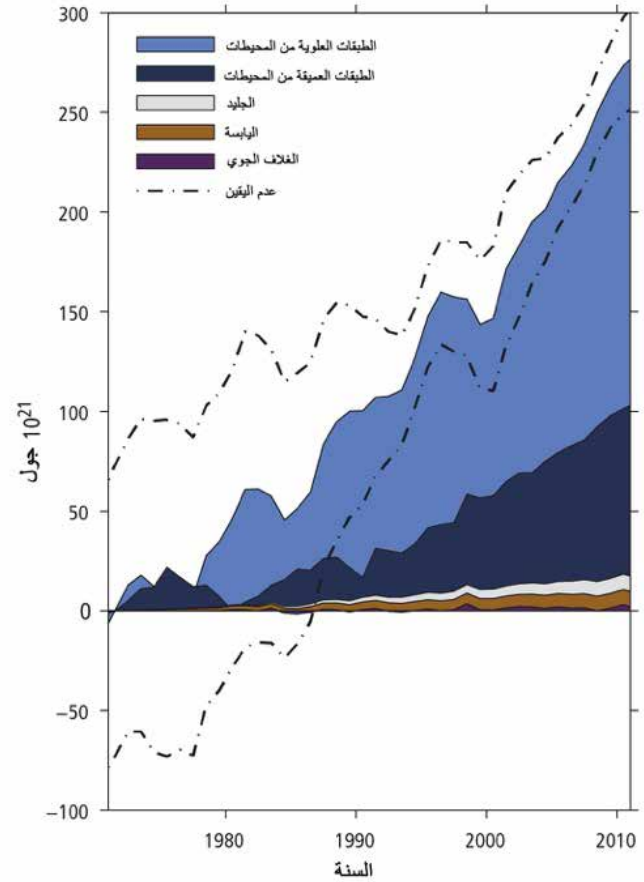 300
250
200
150
100
50
0
−50
−100
10²¹ جول
الطبقات العلوية من المحيطات
الطبقات العميقة من المحيطات
الجليد
اليابسة
الغلاف الجوي
عدم اليقين
1980 1990 2000 2010
السنة